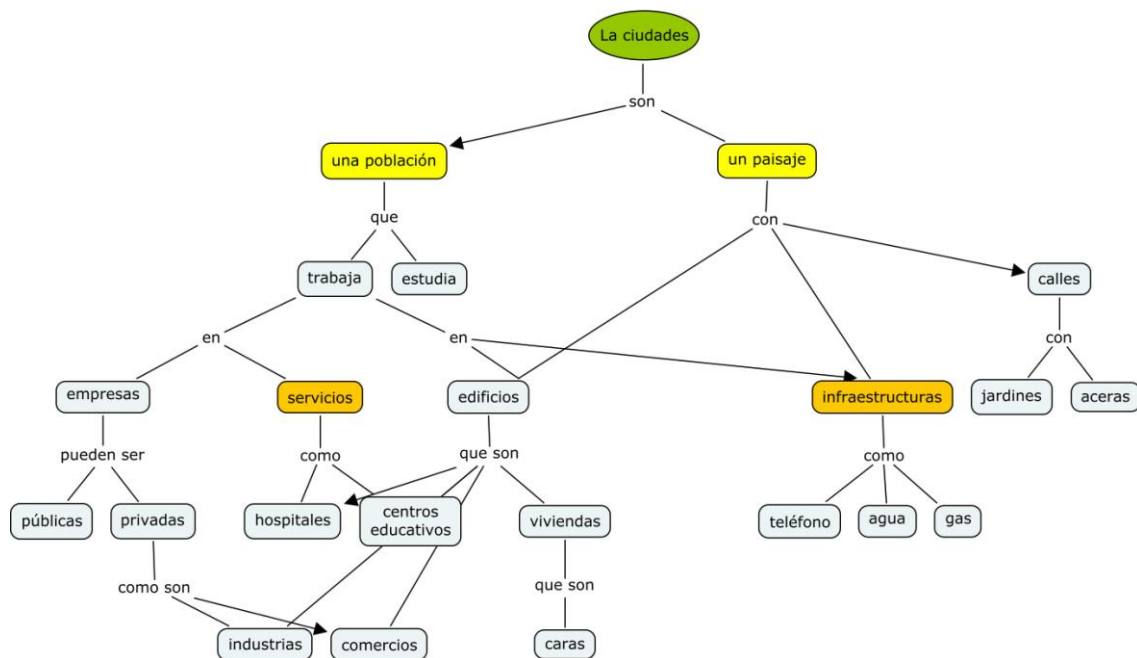 La ciudades
son
una población
un paisaje
que
con
trabaja
estudia
calles
en
en
con
empresas
servicios
edificios
infraestructuras
jardines
aceras
pueden ser
como
que son
como
públicas
privadas
hospitales
centros
educativos
viviendas
teléfono
agua
gas
como son
que son
industrias
comercios
caras